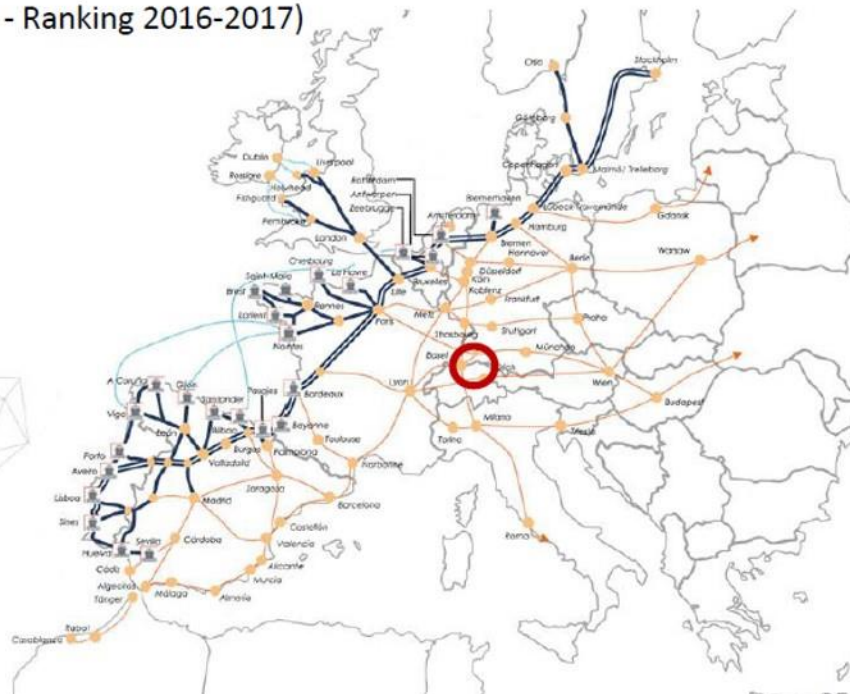 - Ranking 2016-2017)
Oslo
Stockholm
Göteborg
Copenhagen
Malmö/ Trelleborg
Dublin
Liverpool
Rosslare
Holyhead
Fishguard
Pembroke
London
Rotterdam
Antwerpen
Zeebrugge
Amsterdam
Bremerhaven
Lübeck-Travemünde
Hamburg
Gdansk
Bremen
Hannover
Berlin
Warsaw
Cherbourg
Le Havre
Saint-Malo
Brest
Rennes
Lorient
Nantes
Paris
Lille
Bruxelles
Düsseldorf
Köln
Koblenz
Frankfurt
Metz
Strasbourg
Stuttgart
Praha
Basel
München
Wien
Budapest
Lyon
Bordeaux
A Coruña
Gijón
Santander
Pasajes
Vigo
León
Bilbao
Bayonne
Milano
Torino
Trieste
Toulouse
Porto
Burgos
Pamplona
Valladolid
Narbonne
Aveiro
Zaragoza
Lisboa
Madrid
Barcelona
Sines
Castellón
Roma
Sevilla
Córdoba
Valencia
Huelva
Alicante
Cádiz
Murcia
Algeciras
Málaga
Almería
Tánger
Rabat
Casablanca